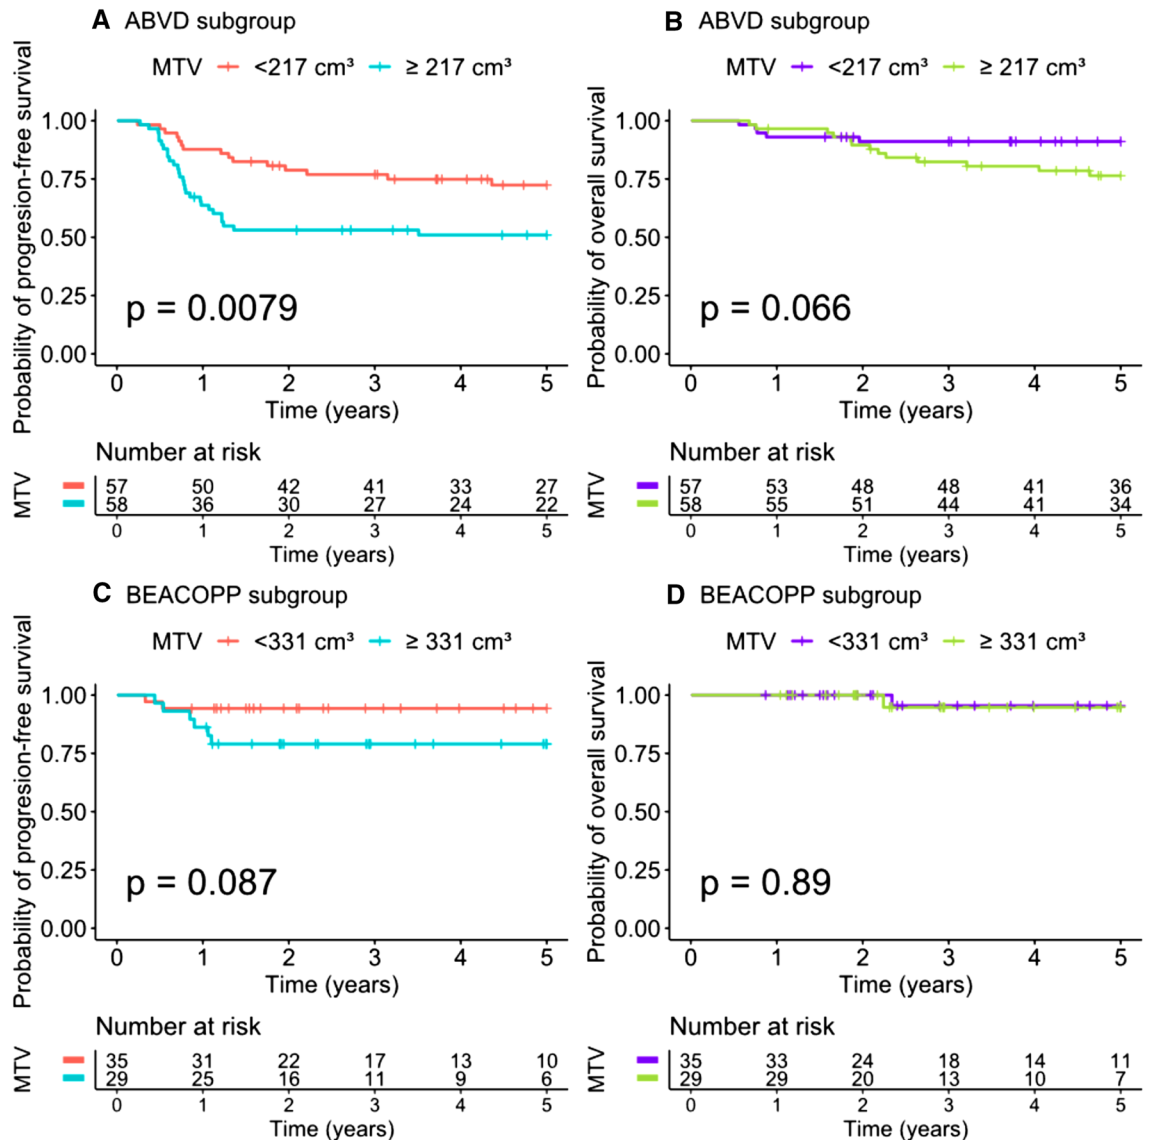 A ABVD subgroup
MTV <217 cm³ ≥ 217 cm³
Probability of progresion-free survival
1.00
0.75
0.50
0.25
0.00
p = 0.0079
0 1 2 3 4 5
Time (years)
Number at risk
MTV
57 50 42 41 33 27
58 36 30 27 24 22
0 1 2 3 4 5
Time (years)
B ABVD subgroup
MTV <217 cm³ ≥ 217 cm³
Probability of overall survival
1.00
0.75
0.50
0.25
0.00
p = 0.066
0 1 2 3 4 5
Time (years)
Number at risk
MTV
57 53 48 48 41 36
58 55 51 44 41 34
0 1 2 3 4 5
Time (years)
C BEACOPP subgroup
MTV <331 cm³ ≥ 331 cm³
Probability of progresion-free survival
1.00
0.75
0.50
0.25
0.00
p = 0.087
0 1 2 3 4 5
Time (years)
Number at risk
MTV
35 31 22 17 13 10
29 25 16 11 9 6
0 1 2 3 4 5
Time (years)
D BEACOPP subgroup
MTV <331 cm³ ≥ 331 cm³
Probability of overall survival
1.00
0.75
0.50
0.25
0.00
p = 0.89
0 1 2 3 4 5
Time (years)
Number at risk
MTV
35 33 24 18 14 11
29 29 20 13 10 7
0 1 2 3 4 5
Time (years)